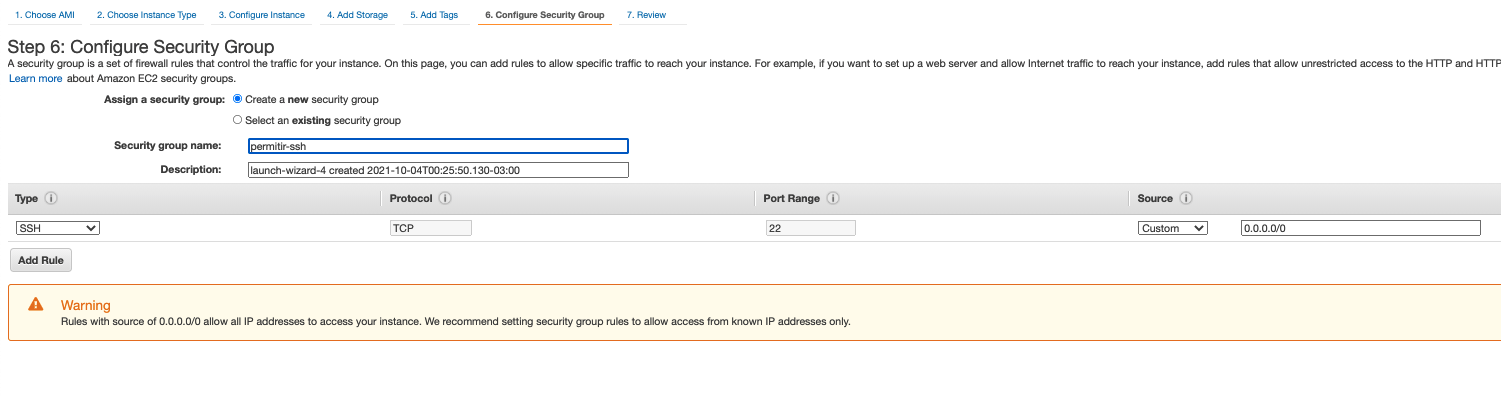 1. Choose AMI 2. Choose Instance Type 3. Configure Instance 4. Add Storage 5. Add Tags 6. Configure Security Group 7. Review
Step 6: Configure Security Group
A security group is a set of firewall rules that control the traffic for your instance. On this page, you can add rules to allow specific traffic to reach your instance. For example, if you want to set up a web server and allow Internet traffic to reach your instance, add rules that allow unrestricted access to the HTTP and HTTP
Learn more about Amazon EC2 security groups.
Assign a security group: Create a new security group
Select an existing security group
Security group name: permitir-ssh
Description: launch-wizard-4 created 2021-10-04T00:25:50.130-03:00
Type i Protocol i Port Range i Source i
SSH TCP 22 Custom 0.0.0.0/0
Add Rule
Warning
Rules with source of 0.0.0.0/0 allow all IP addresses to access your instance. We recommend setting security group rules to allow access from known IP addresses only.